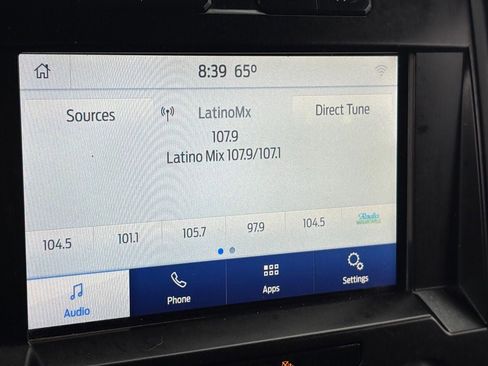 8:39 65°
Sources
LatinoMx
Direct Tune
107.9
Latino Mix 107.9/107.1
104.5
101.1
105.7
97.9
104.5
Radio
Audio
Phone
Apps
Settings